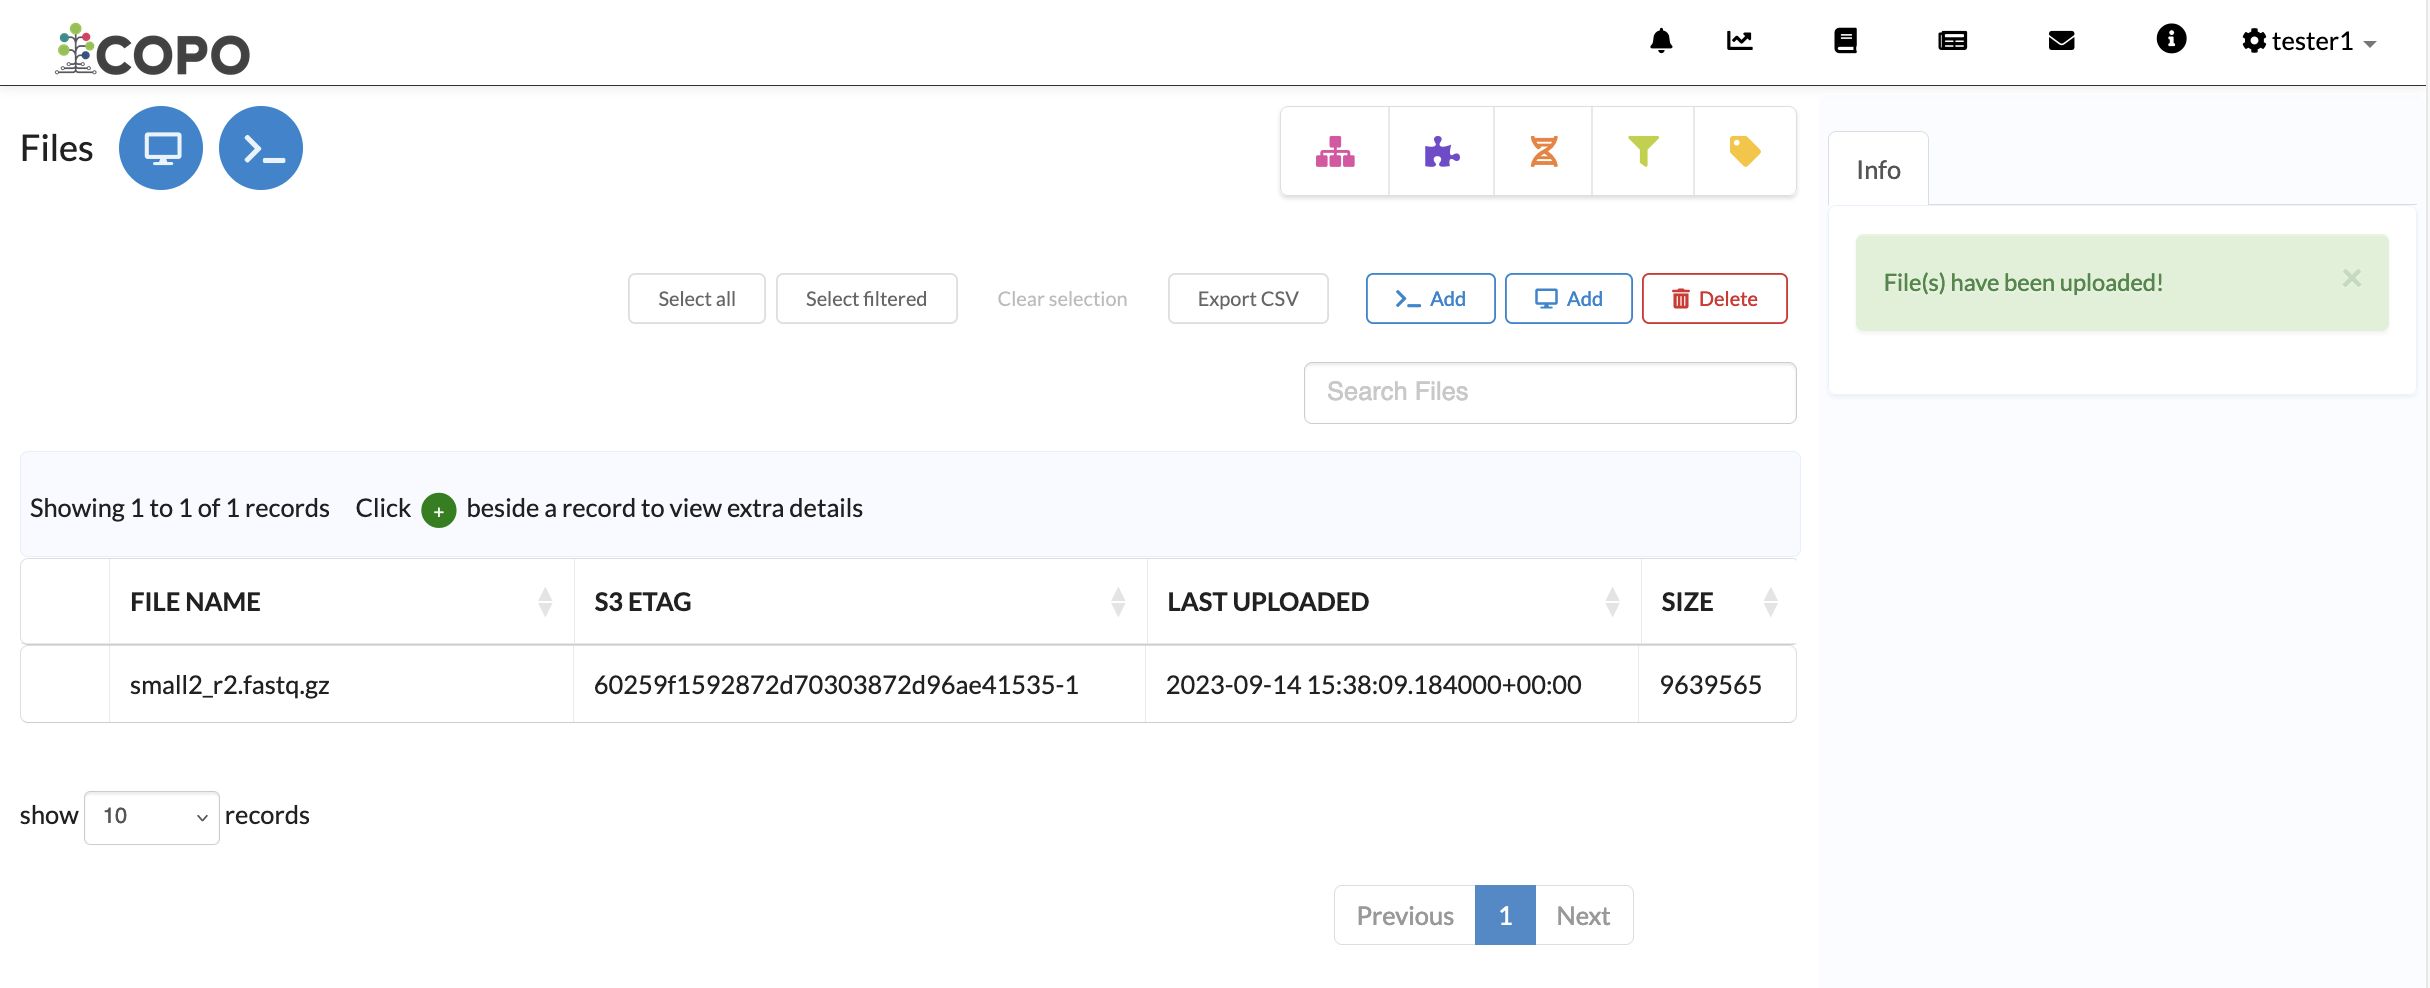 COPO
tester1
Files
Info
File(s) have been uploaded! ×
Select all Select filtered Clear selection Export CSV Add Add Delete
Search Files
Showing 1 to 1 of 1 records Click + beside a record to view extra details
FILE NAME S3 ETAG LAST UPLOADED SIZE
small2_r2.fastq.gz 60259f1592872d70303872d96ae41535-1 2023-09-14 15:38:09.184000+00:00 9639565
show 10 records
Previous 1 Next